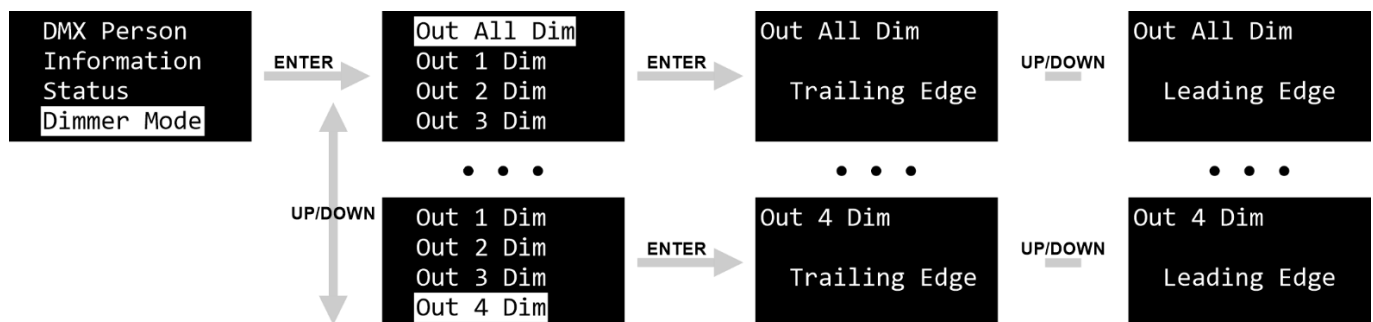 DMX Person
Information
Status
Dimmer Mode
ENTER
Out All Dim
Out 1 Dim
Out 2 Dim
Out 3 Dim
ENTER
Out All Dim
Trailing Edge
UP/DOWN
Out All Dim
Leading Edge
• • •
• • •
• • •
UP/DOWN
Out 1 Dim
Out 2 Dim
Out 3 Dim
Out 4 Dim
ENTER
Out 4 Dim
Trailing Edge
UP/DOWN
Out 4 Dim
Leading Edge